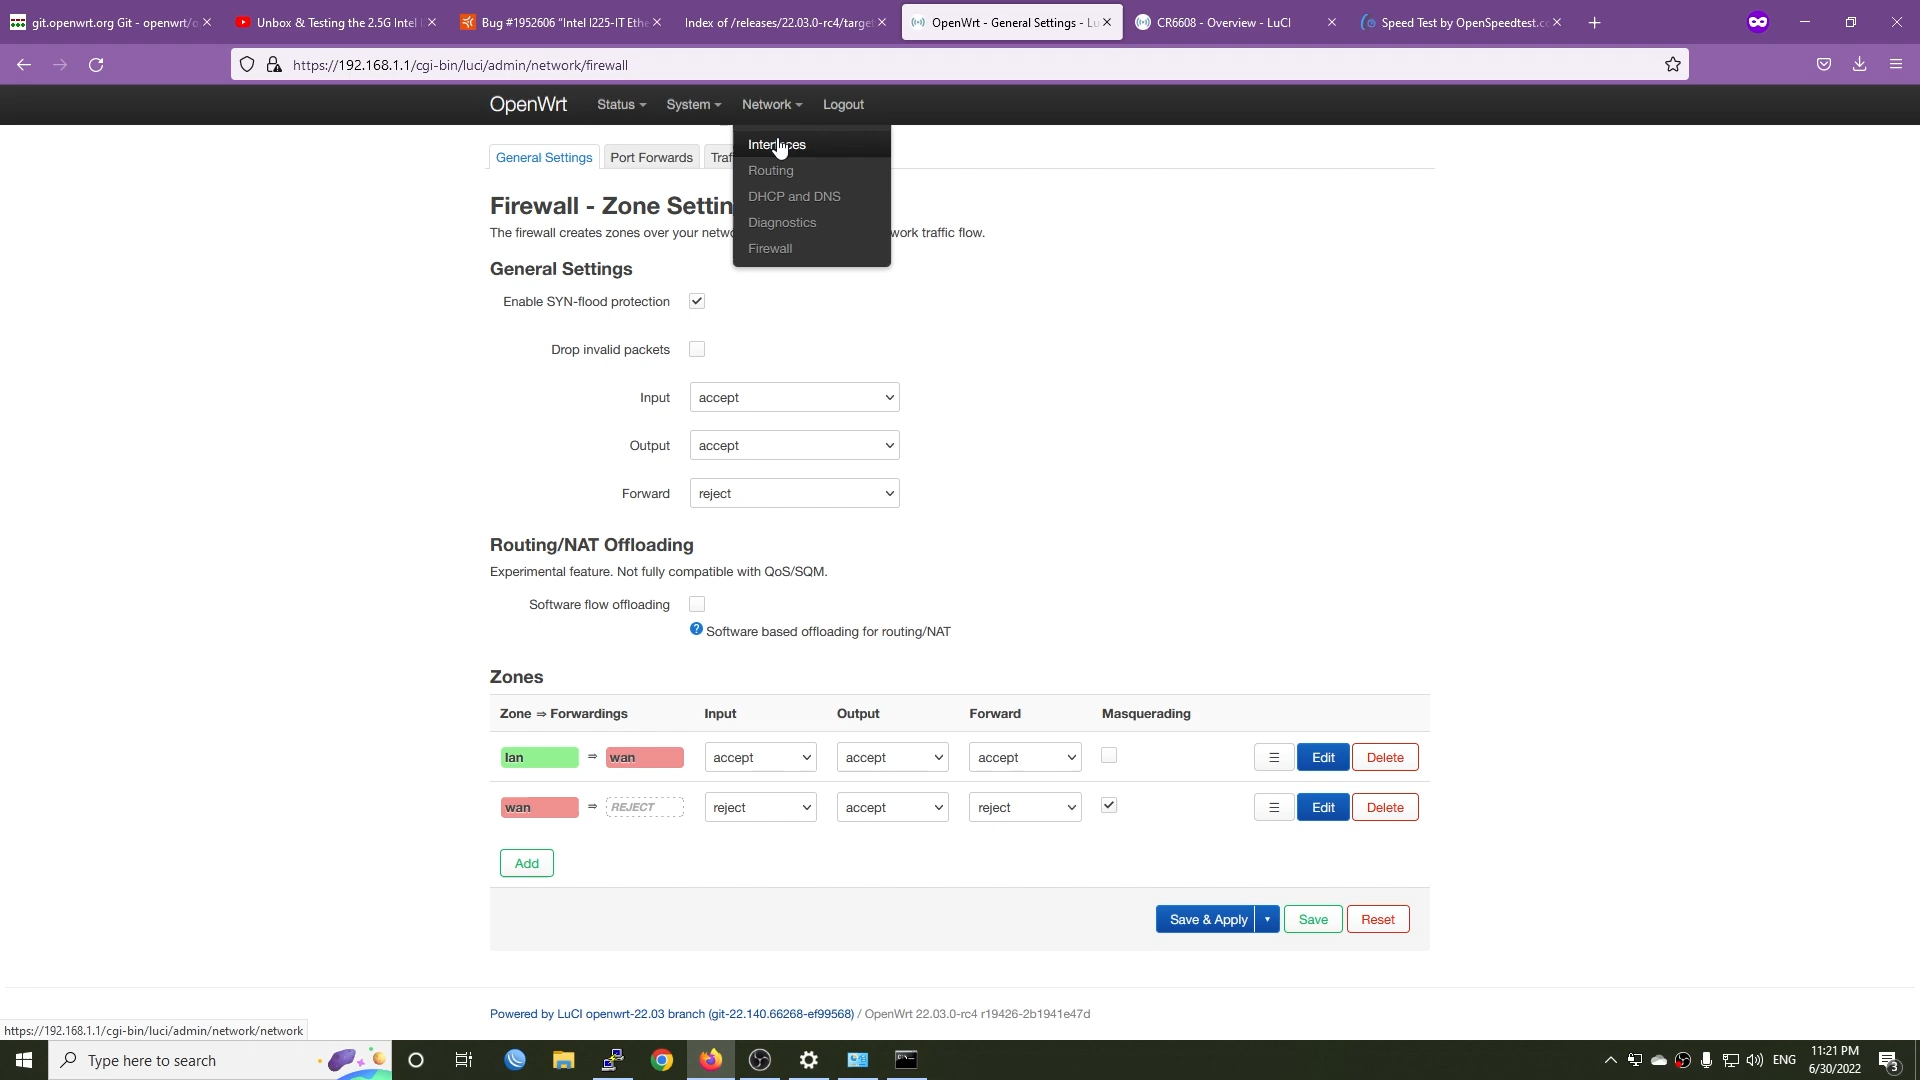 git.openwrt.org Git - openwrt/o
Unbox & Testing the 2.5G Intel I
Bug #1952606 "Intel I225-IT Ethe
Index of /releases/22.03.0-rc4/targe
OpenWrt - General Settings - Lu
CR6608 - Overview - LuCI
Speed Test by OpenSpeedtest.co
https://192.168.1.1/cgi-bin/luci/admin/network/firewall
OpenWrt
Status
System
Network
Logout
Interfaces
Routing
DHCP and DNS
Diagnostics
Firewall
General Settings
Port Forwards
Traf
Firewall - Zone Settin
The firewall creates zones over your netwo
work traffic flow.
General Settings
Enable SYN-flood protection
Drop invalid packets
Input accept
Output accept
Forward reject
Routing/NAT Offloading
Experimental feature. Not fully compatible with QoS/SQM.
Software flow offloading
Software based offloading for routing/NAT
Zones
Zone ⇒ Forwardings Input Output Forward Masquerading
lan ⇒ wan accept accept accept Edit Delete
wan ⇒ REJECT reject accept reject Edit Delete
Add
Save & Apply Save Reset
Powered by LuCI openwrt-22.03 branch (git-22.140.66268-ef99568) / OpenWrt 22.03.0-rc4 r19426-2b1941e47d
https://192.168.1.1/cgi-bin/luci/admin/network/network
Type here to search
ENG
11:21 PM
6/30/2022
3